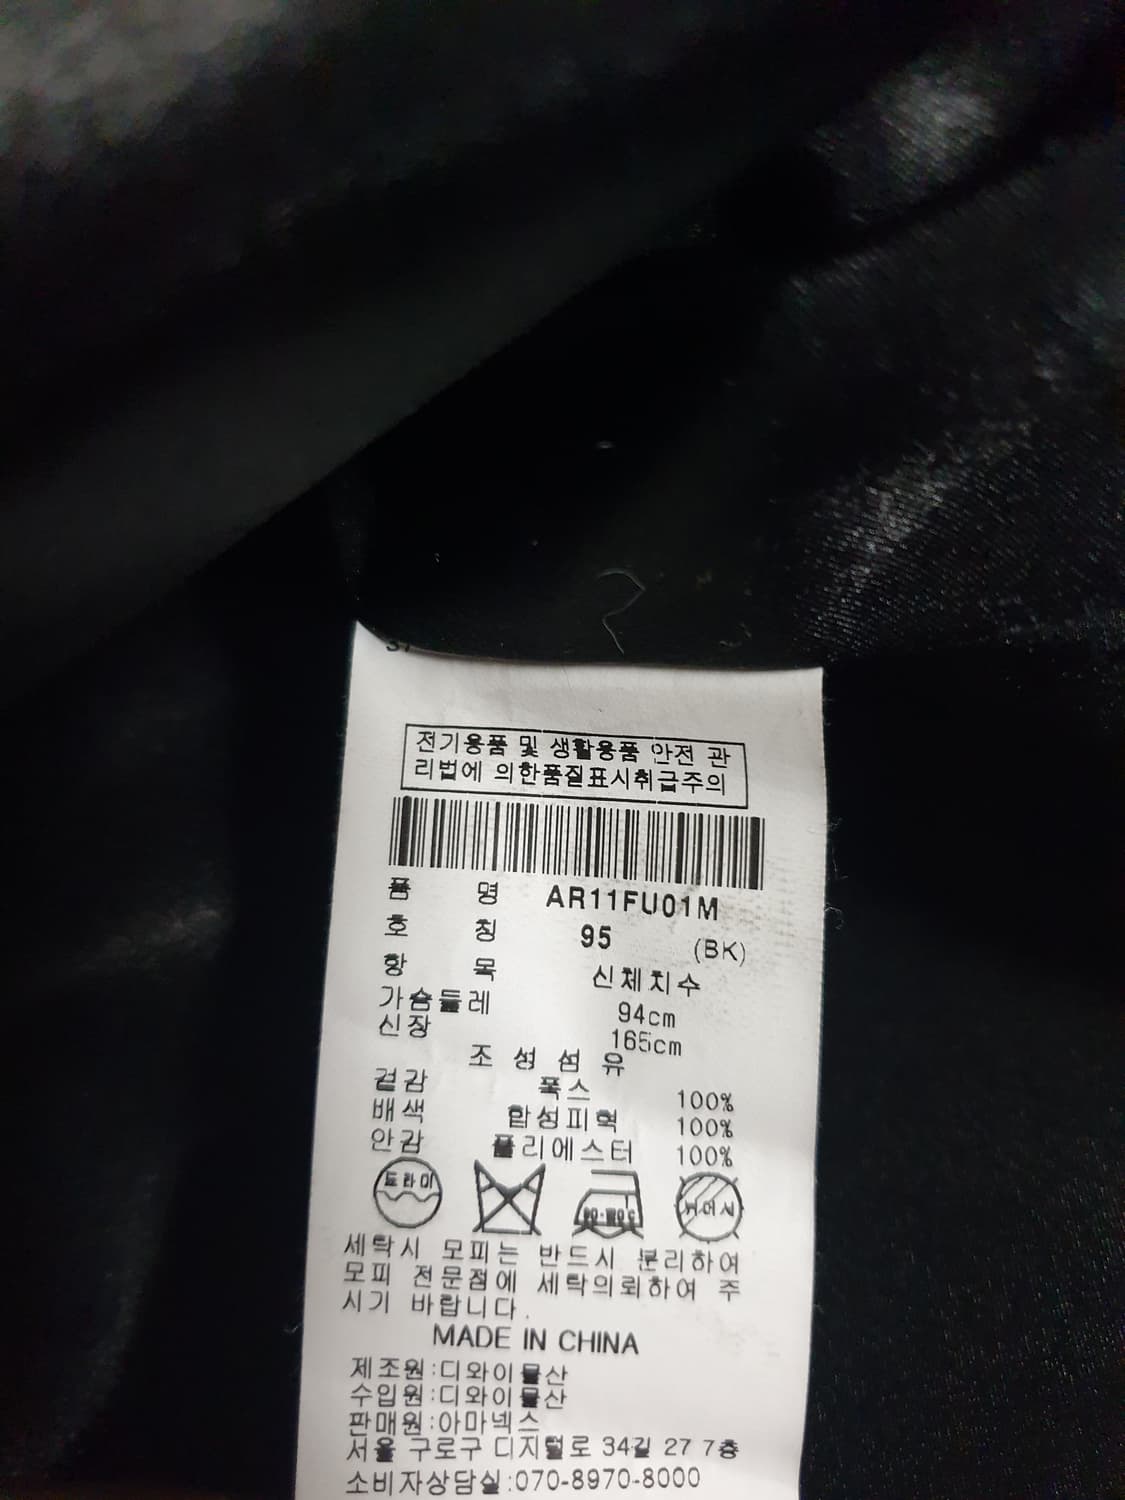 전기용품 및 생활용품 안전 관
리법에 의한품질표시취급주의
품 명 AR11FU01M
호 칭 95 (BK)
항 목 신체치수
가슴둘레 94cm
신장 165cm
조 성 섬 유
겉감 폭스 100%
배색 합성피혁 100%
안감 폴리에스터 100%
드라이
세탁시 모피는 반드시 분리하여
모피 전문점에 세탁의뢰하여 주
시기 바랍니다.
MADE IN CHINA
제조원:디와이물산
수입원:디와이물산
판매원:아마넥스
서울 구로구 디지털로 34길 27 7층
소비자상담실:070-8970-8000